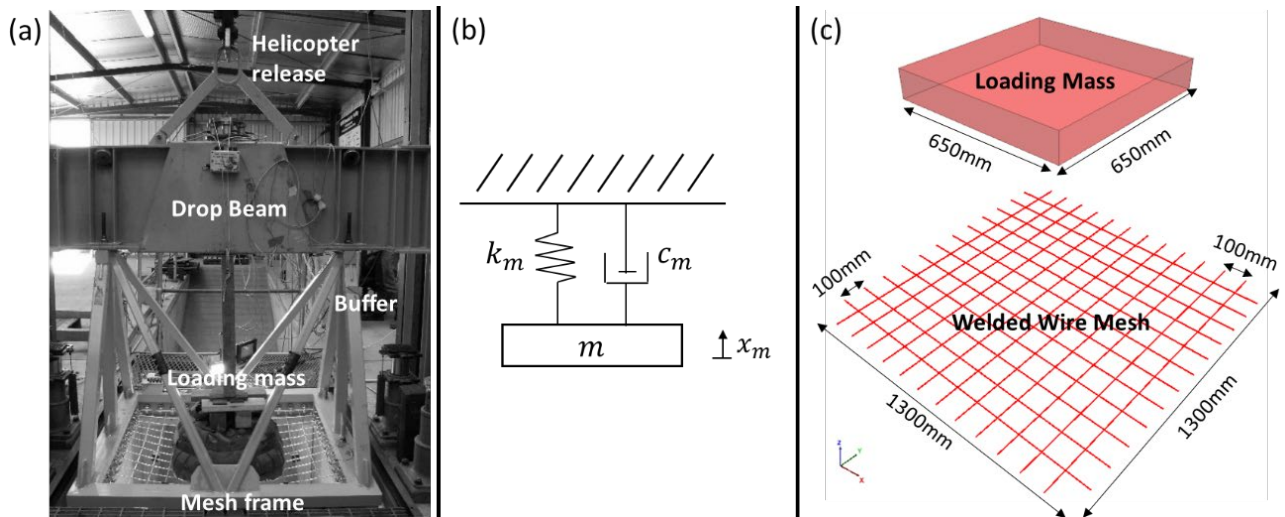 (a)
Helicopter
release
Drop Beam
Buffer
Loading mass
Mesh frame
(b)
k_m
c_m
m
x_m
(c)
Loading Mass
650mm
650mm
100mm
100mm
Welded Wire Mesh
1300mm
1300mm
z
y
x